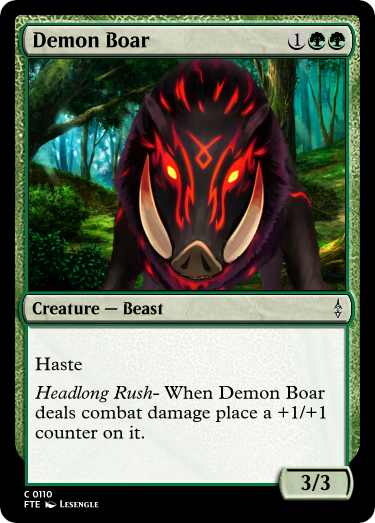 Demon Boar 1
Creature — Beast
Haste
Headlong Rush- When Demon Boar
deals combat damage place a +1/+1
counter on it.
3/3
C 0110
FTE Lesengle